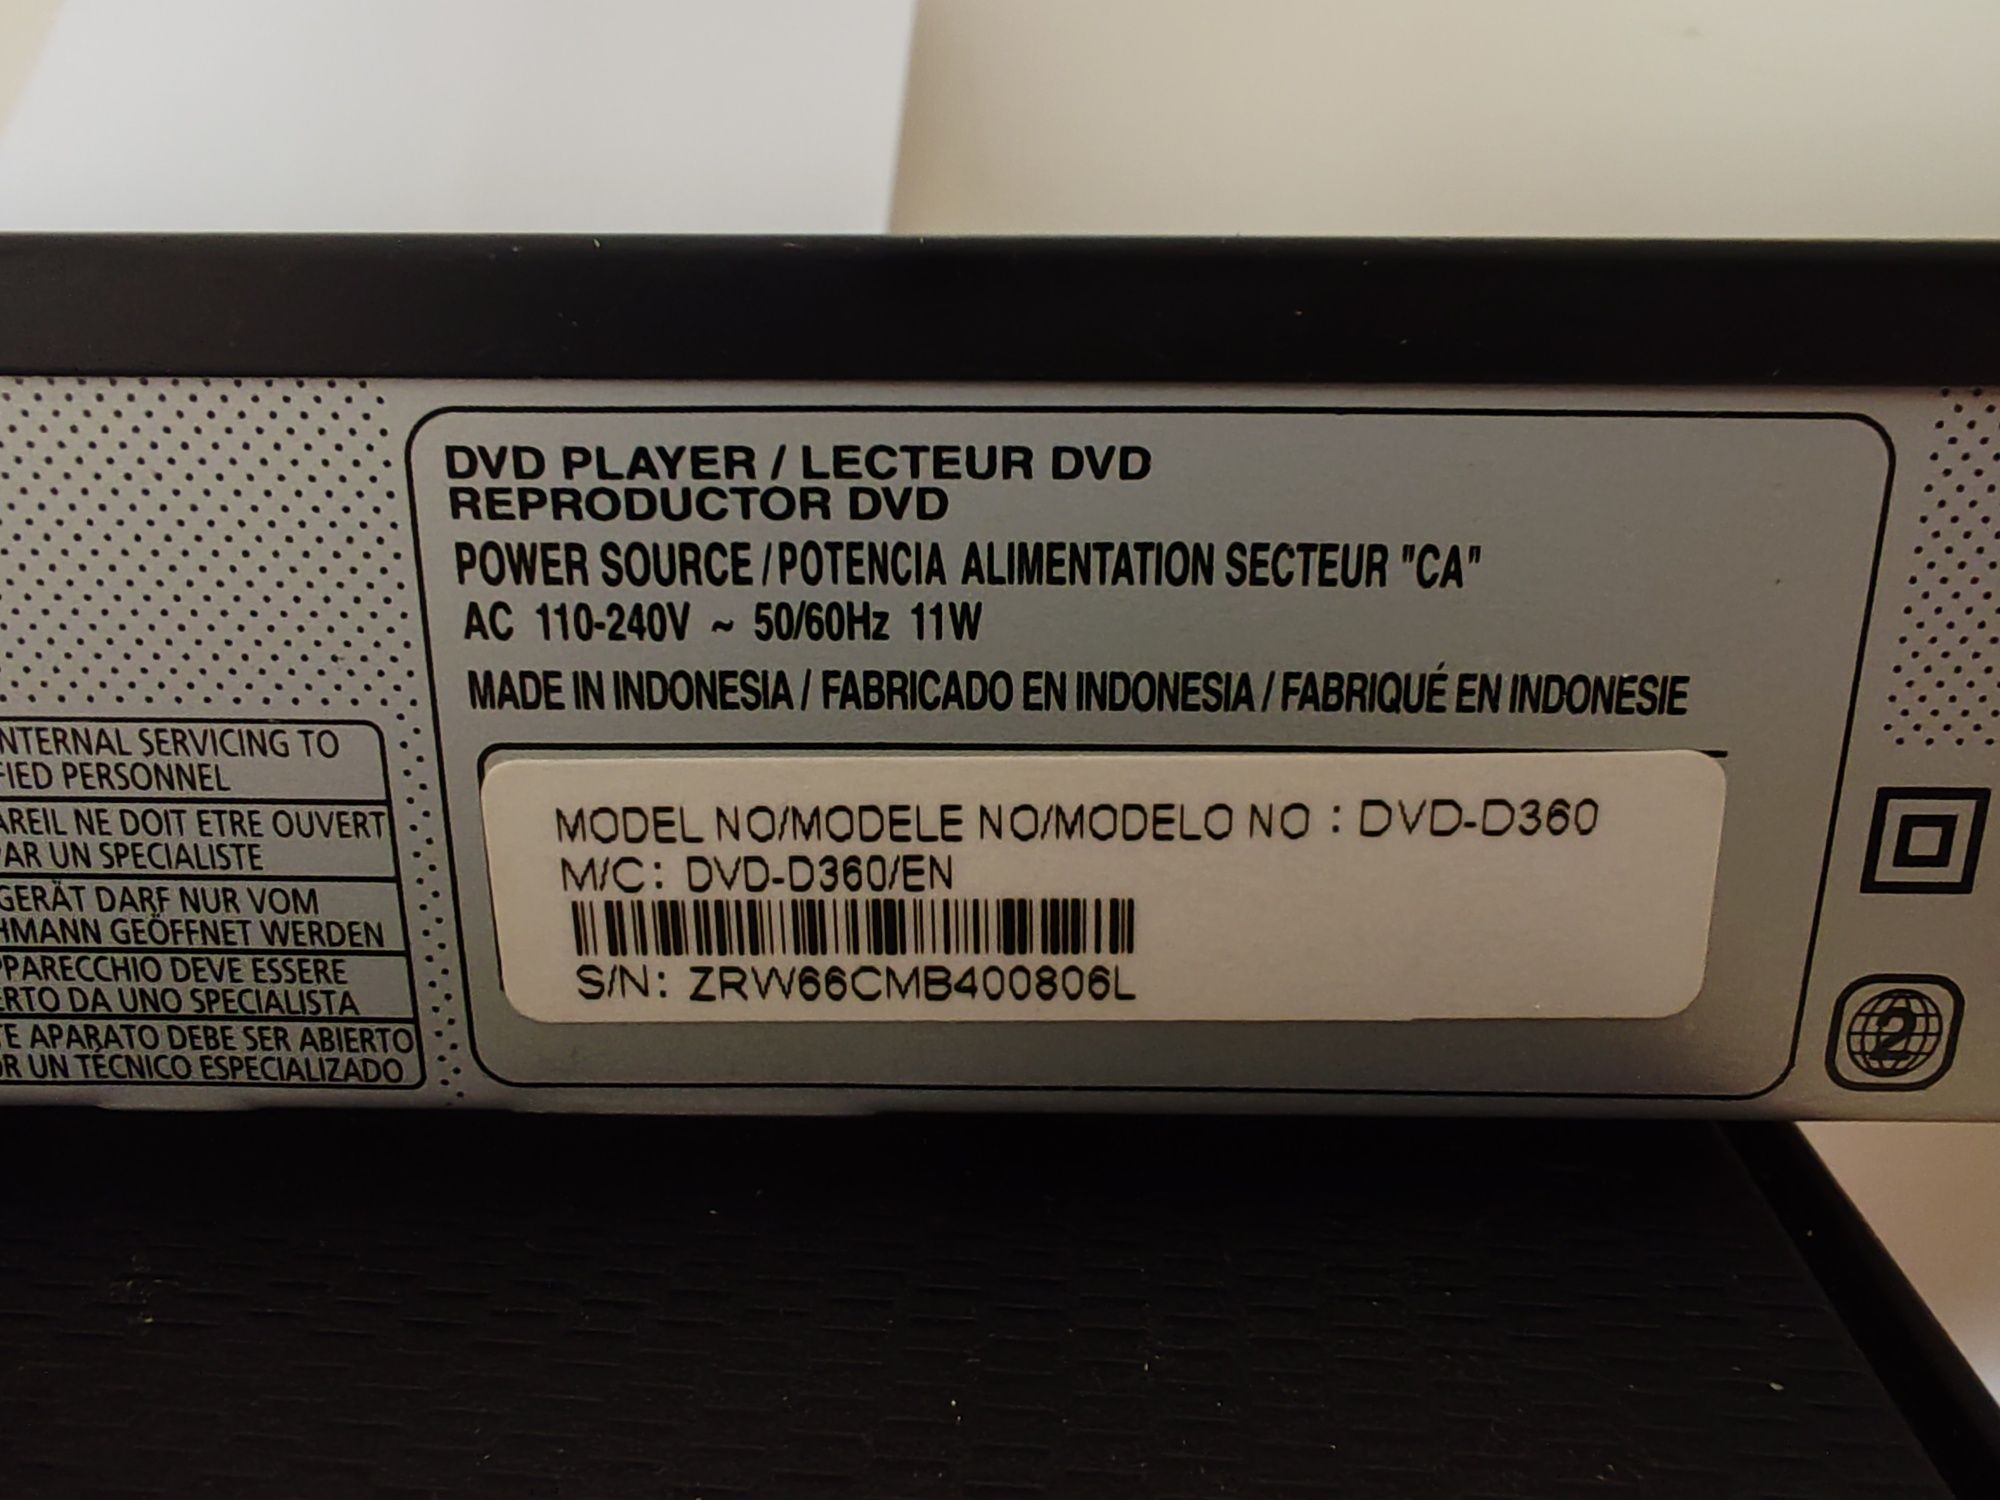 DVD PLAYER / LECTEUR DVD
REPRODUCTOR DVD
POWER SOURCE / POTENCIA ALIMENTATION SECTEUR "CA"
AC 110-240V ~ 50/60Hz 11W
MADE IN INDONESIA / FABRICADO EN INDONESIA / FABRIQUÉ EN INDONESIE
MODEL NO/MODELE NO/MODELO NO : DVD-D360
M/C: DVD-D360/EN
S/N: ZRW66CMB400806L
NTERNAL SERVICING TO
FIED PERSONNEL
AREIL NE DOIT ETRE OUVERT
PAR UN SPECIALISTE
GERÄT DARF NUR VOM
HMANN GEÖFFNET WERDEN
PPARECCHIO DEVE ESSERE
ERTO DA UNO SPECIALISTA
TE APARATO DEBE SER ABIERTO
OR UN TÉCNICO ESPECIALIZADO
2